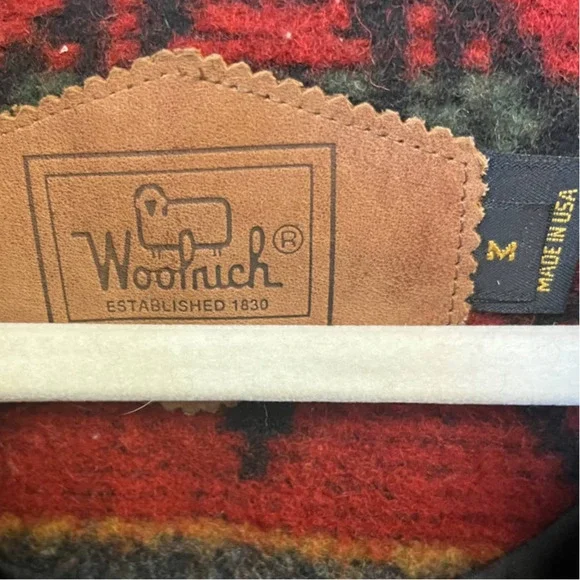 Woolrich ®
ESTABLISHED 1830
M
MADE IN USA